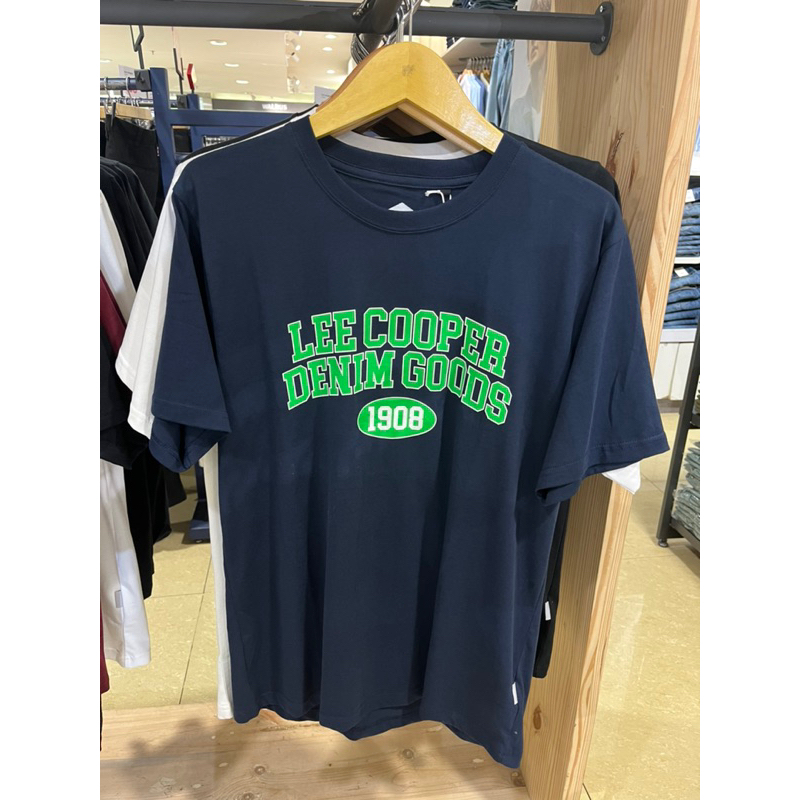 LEE COOPER
DENIM GOODS
1908